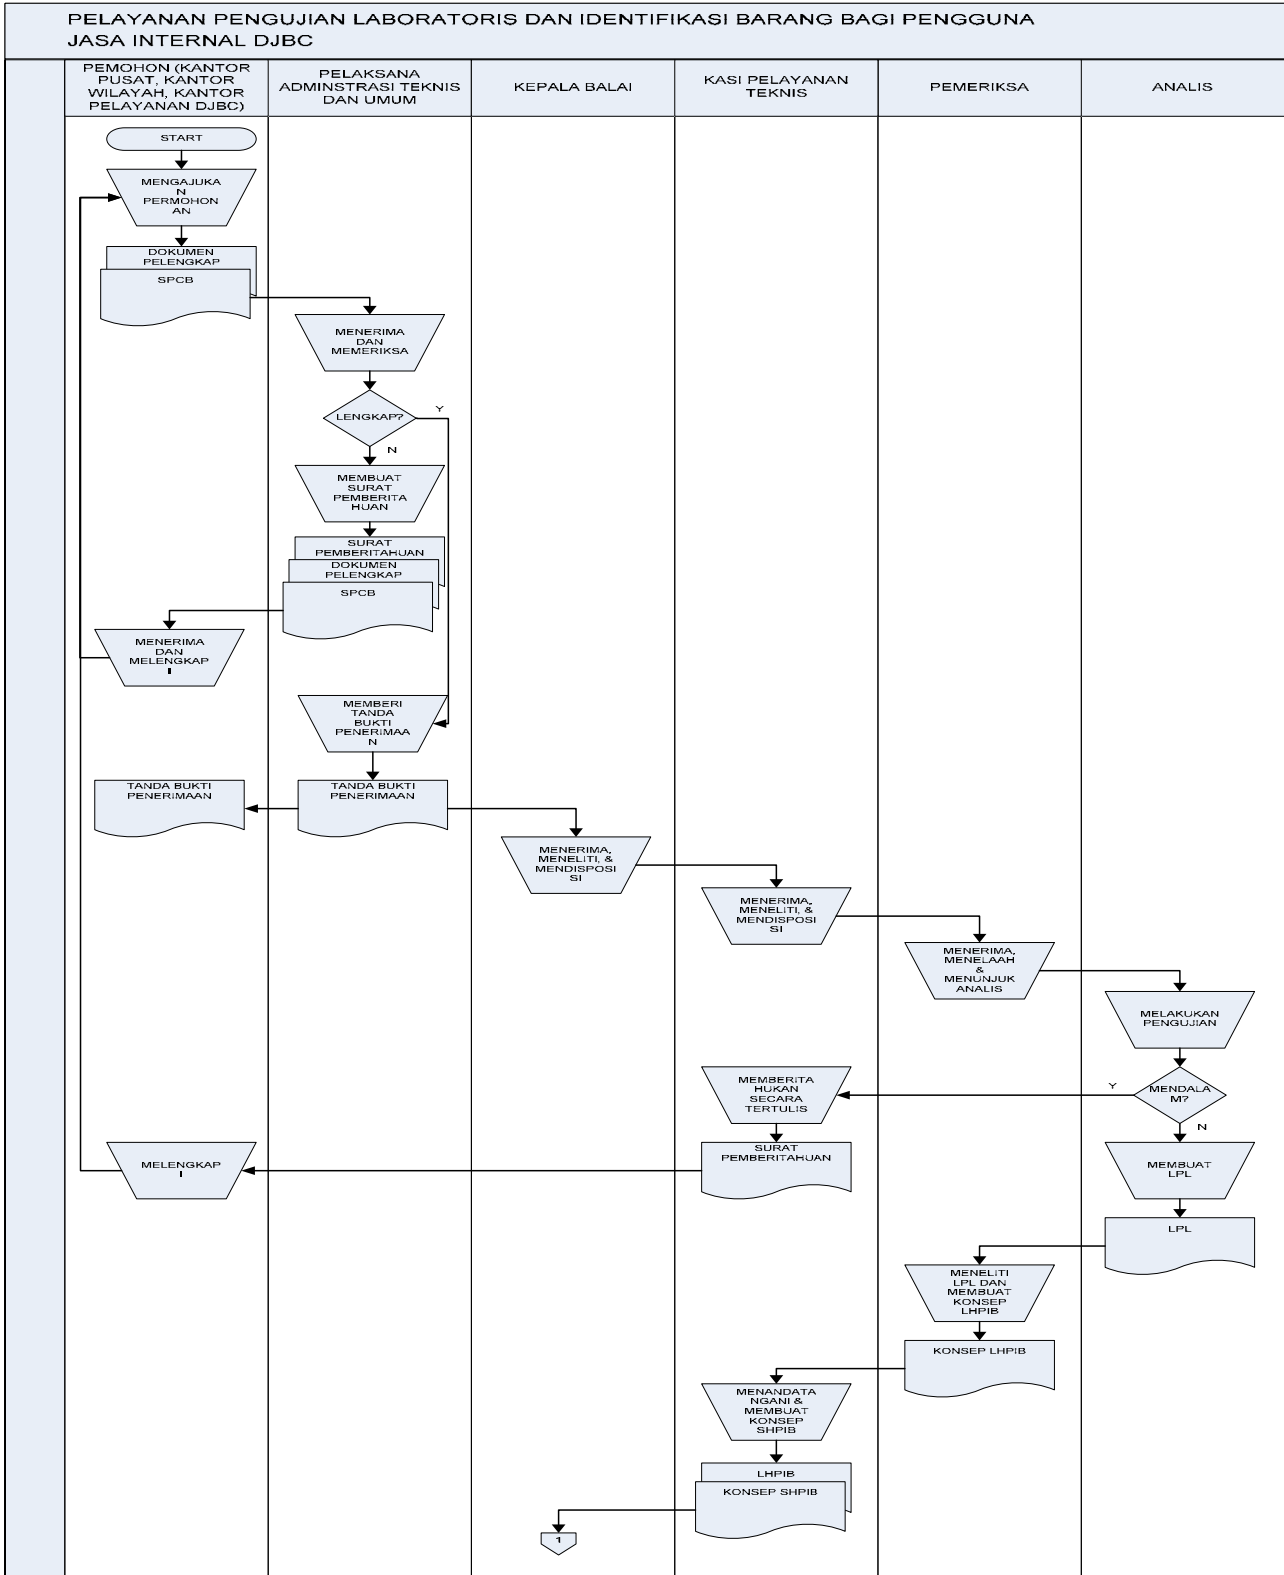 PELAYANAN PENGUJIAN LABORATORIS DAN IDENTIFIKASI BARANG BAGI PENGGUNA
JASA INTERNAL DJBC
PEMOHON (KANTOR
PUSAT, KANTOR
WILAYAH, KANTOR
PELAYANAN DJBC)
PELAKSANA
ADMINSTRASI TEKNIS
DAN UMUM
KEPALA BALAI
KASI PELAYANAN
TEKNIS
PEMERIKSA
ANALIS
START
MENGAJUKA
N
PERMOHON
AN
DOKUMEN
PELENGKAP
SPCB
MENERIMA
DAN
MEMERIKSA
LENGKAP?
Y
N
MEMBUAT
SURAT
PEMBERITA
HUAN
SURAT
PEMBERITAHUAN
DOKUMEN
PELENGKAP
SPCB
MENERIMA
DAN
MELENGKAP
I
MEMBERI
TANDA
BUKTI
PENERIMAA
N
TANDA BUKTI
PENERIMAAN
TANDA BUKTI
PENERIMAAN
MENERIMA,
MENELITI, &
MENDISPOSI
SI
MENERIMA,
MENELITI, &
MENDISPOSI
SI
MENERIMA,
MENELAAH
&
MENUNJUK
ANALIS
MELAKUKAN
PENGUJIAN
MENDALA
M?
Y
N
MEMBERITA
HUKAN
SECARA
TERTULIS
SURAT
PEMBERITAHUAN
MELENGKAP
I
MEMBUAT
LPL
LPL
MENELITI
LPL DAN
MEMBUAT
KONSEP
LHPIB
KONSEP LHPIB
MENANDATA
NGANI &
MEMBUAT
KONSEP
SHPIB
LHPIB
KONSEP SHPIB
1